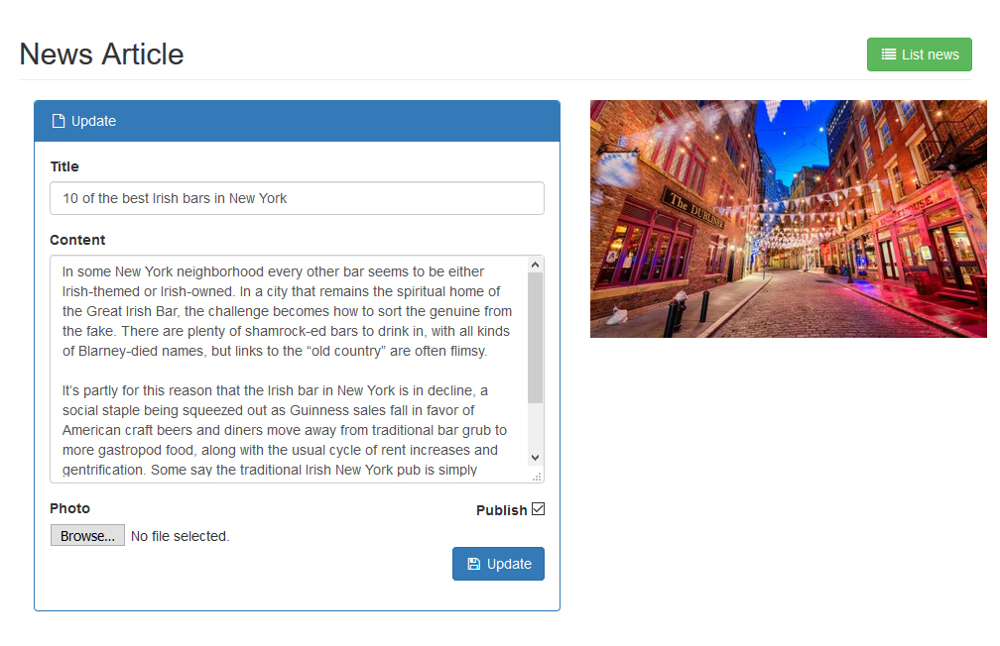 News Article
List news
Update
Title
10 of the best Irish bars in New York
Content
In some New York neighborhood every other bar seems to be either
Irish-themed or Irish-owned. In a city that remains the spiritual home of
the Great Irish Bar, the challenge becomes how to sort the genuine from
the fake. There are plenty of shamrock-ed bars to drink in, with all kinds
of Blarney-died names, but links to the “old country” are often flimsy.
It’s partly for this reason that the Irish bar in New York is in decline, a
social staple being squeezed out as Guinness sales fall in favor of
American craft beers and diners move away from traditional bar grub to
more gastropod food, along with the usual cycle of rent increases and
gentrification. Some say the traditional Irish New York pub is simply
The DUBLINER
HOUSE
Photo
Publish
Browse...
No file selected.
Update